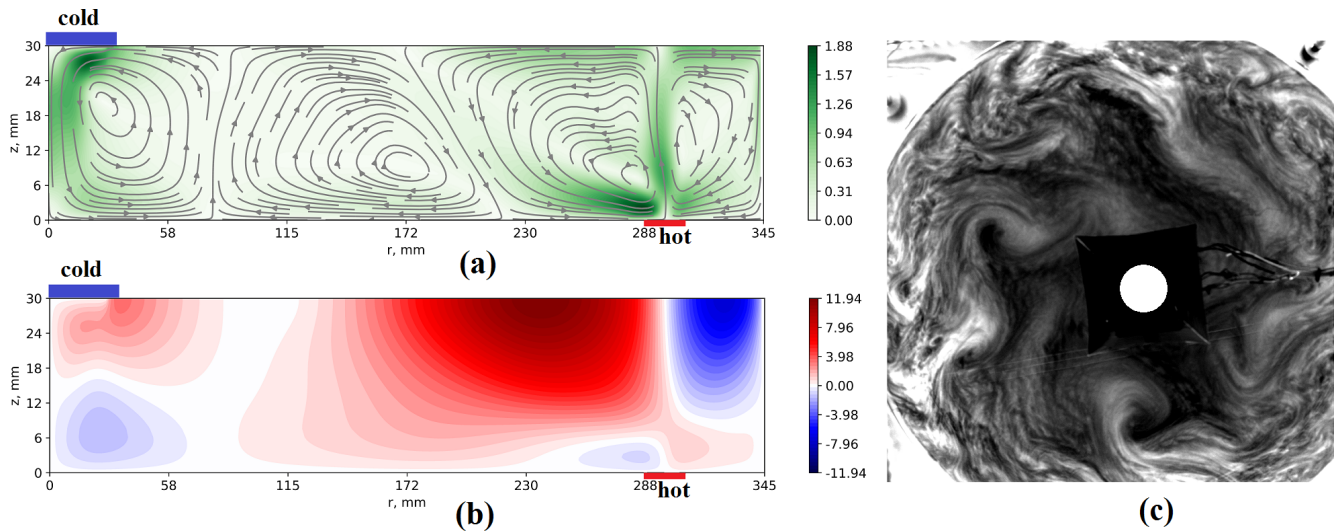 cold
30
24
18
12
6
0
z, mm
0 58 115 172 230 288 345
r, mm
hot
(a)
1.88
1.57
1.26
0.94
0.63
0.31
0.00
cold
30
24
18
12
6
0
z, mm
0 58 115 172 230 288 345
r, mm
hot
(b)
11.94
7.96
3.98
0.00
-3.98
-7.96
-11.94
(c)